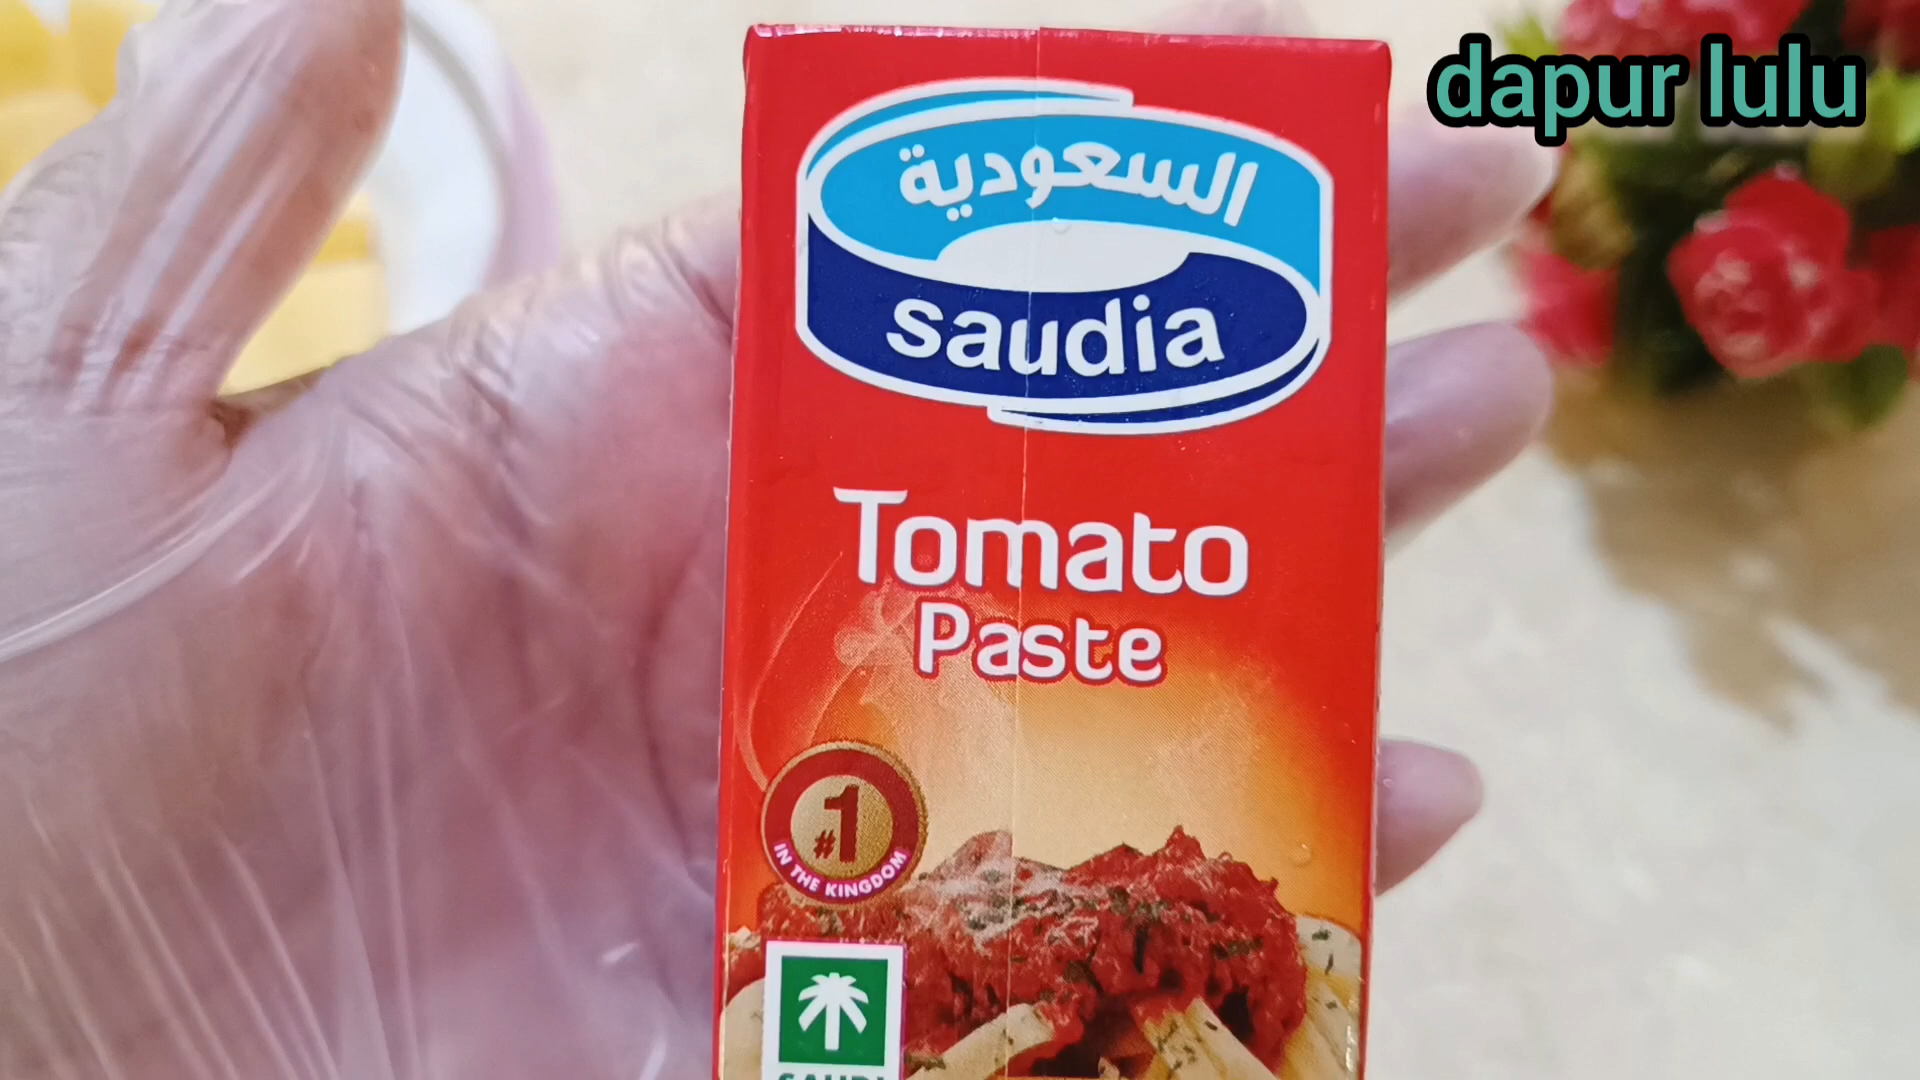 dapur lulu
السعودية
saudia
Tomato
Paste
#1
IN THE KINGDOM